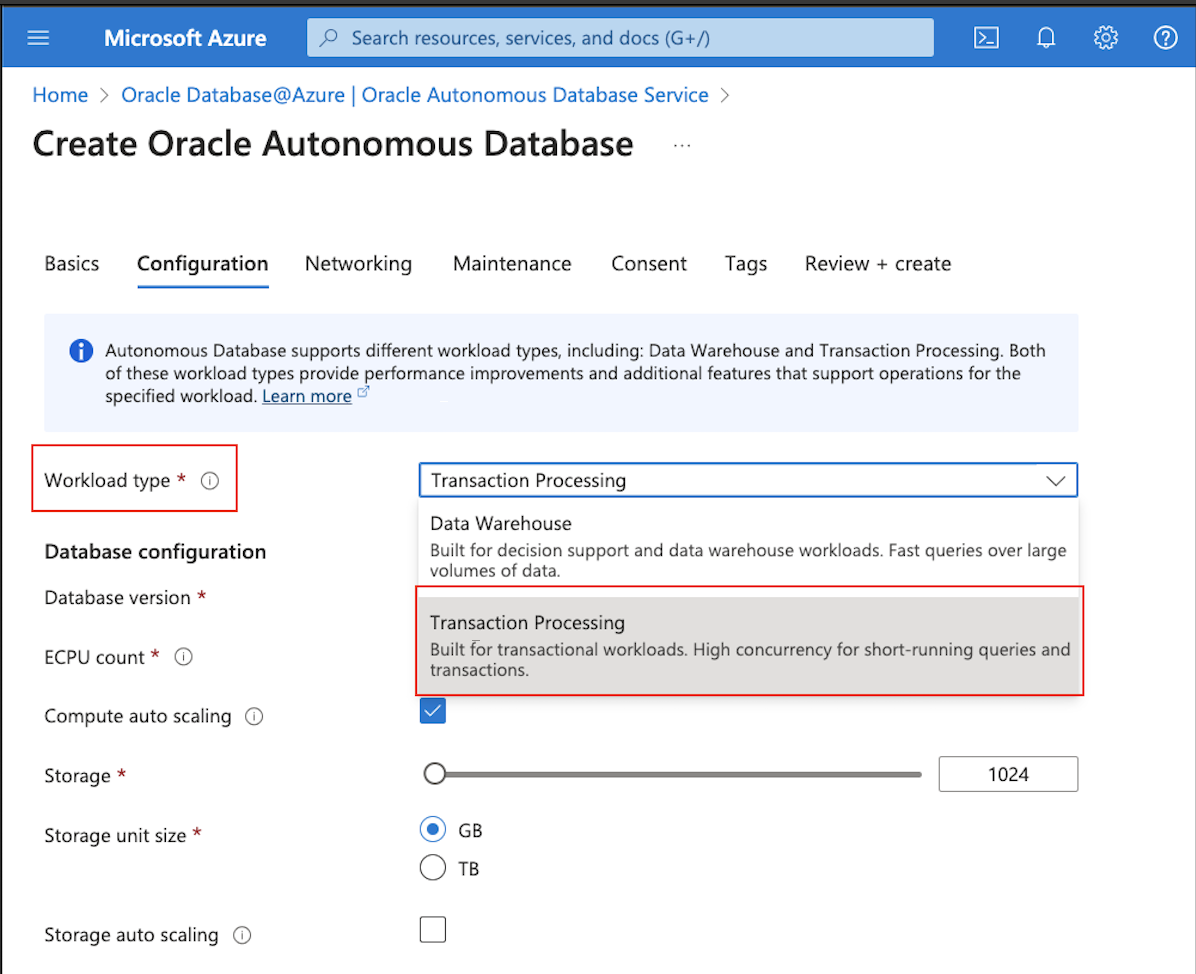 Microsoft Azure
Search resources, services, and docs (G+/)
Home > Oracle Database@Azure | Oracle Autonomous Database Service >
Create Oracle Autonomous Database ...
Basics Configuration Networking Maintenance Consent Tags Review + create
Autonomous Database supports different workload types, including: Data Warehouse and Transaction Processing. Both
of these workload types provide performance improvements and additional features that support operations for the
specified workload. Learn more
Workload type *
Transaction Processing
Data Warehouse
Built for decision support and data warehouse workloads. Fast queries over large
volumes of data.
Transaction Processing
Built for transactional workloads. High concurrency for short-running queries and
transactions.
Database configuration
Database version *
ECPU count *
Compute auto scaling
Storage *
1024
Storage unit size *
GB
TB
Storage auto scaling